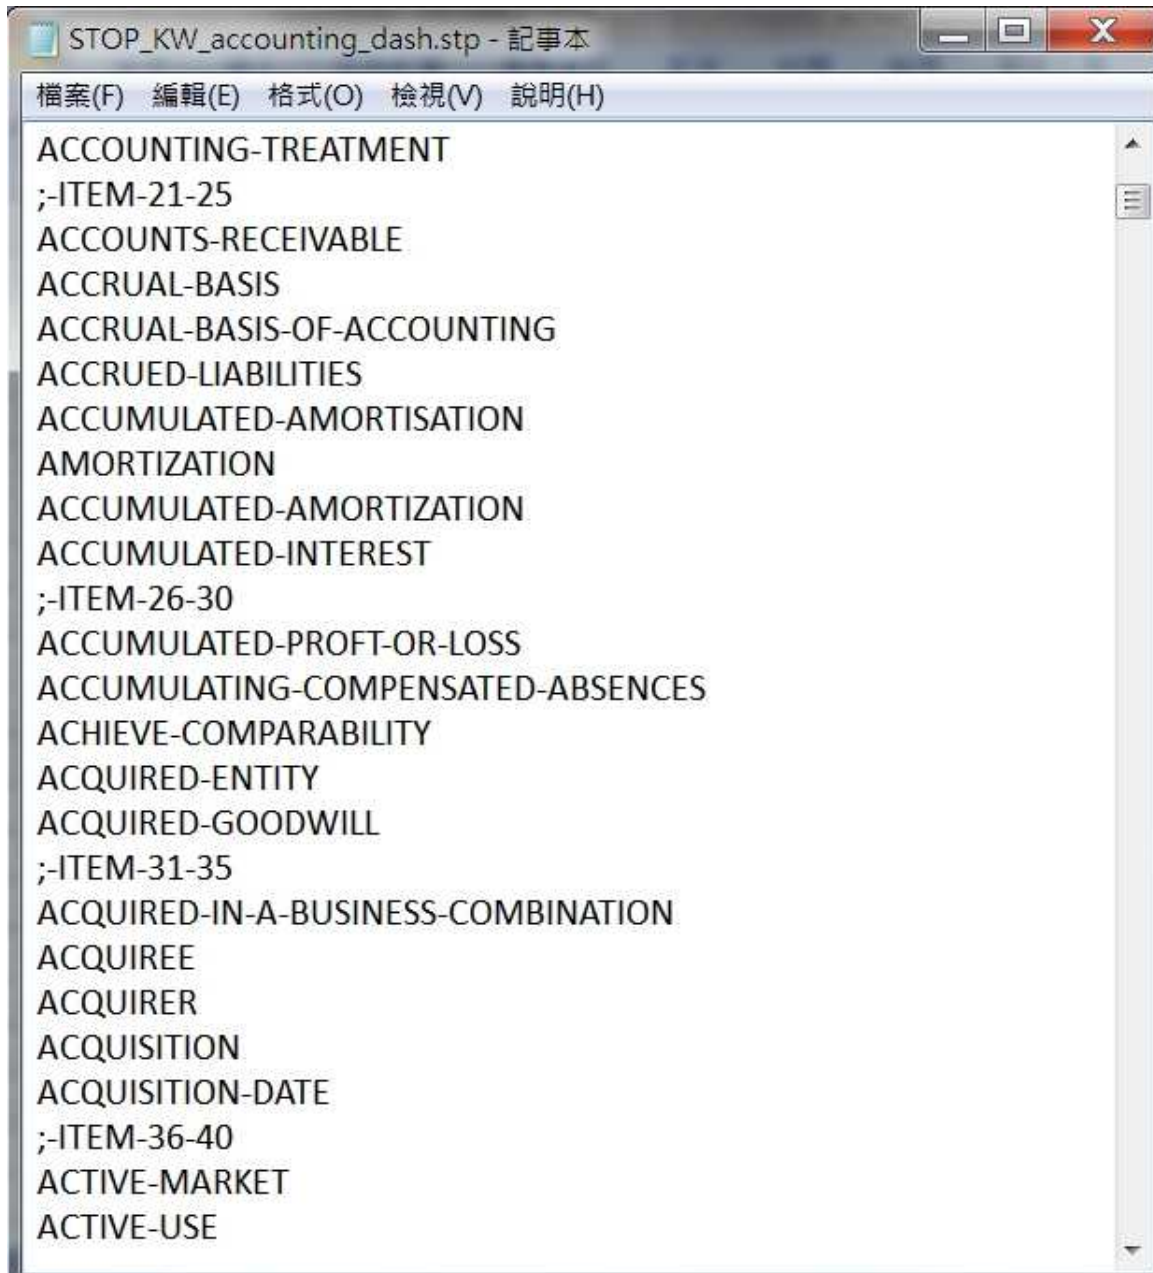 STOP_KW_accounting_dash.stp - 記事本
檔案(F) 編輯(E) 格式(O) 檢視(V) 說明(H)
ACCOUNTING-TREATMENT
;-ITEM-21-25
ACCOUNTS-RECEIVABLE
ACCRUAL-BASIS
ACCRUAL-BASIS-OF-ACCOUNTING
ACCRUED-LIABILITIES
ACCUMULATED-AMORTISATION
AMORTIZATION
ACCUMULATED-AMORTIZATION
ACCUMULATED-INTEREST
;-ITEM-26-30
ACCUMULATED-PROFT-OR-LOSS
ACCUMULATING-COMPENSATED-ABSENCES
ACHIEVE-COMPARABILITY
ACQUIRED-ENTITY
ACQUIRED-GOODWILL
;-ITEM-31-35
ACQUIRED-IN-A-BUSINESS-COMBINATION
ACQUIREE
ACQUIRER
ACQUISITION
ACQUISITION-DATE
;-ITEM-36-40
ACTIVE-MARKET
ACTIVE-USE